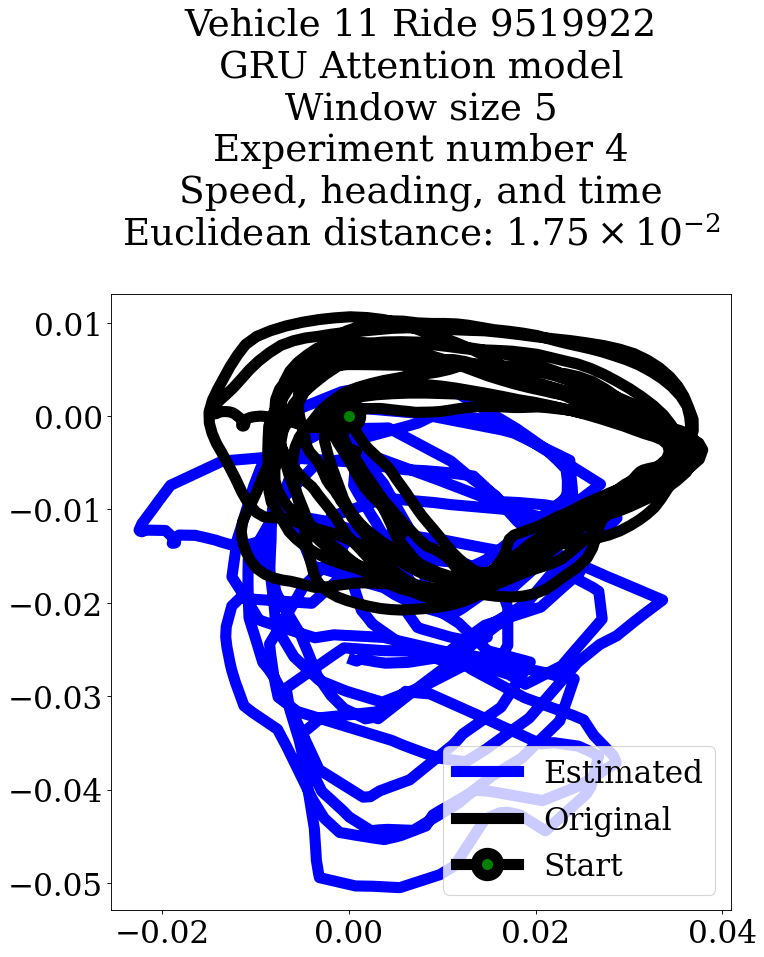 Vehicle 11 Ride 9519922
GRU Attention model
Window size 5
Experiment number 4
Speed, heading, and time
Euclidean distance: 1.75 × 10⁻²
0.01
0.00
−0.01
−0.02
−0.03
−0.04
−0.05
Estimated
Original
Start
−0.02 0.00 0.02 0.04